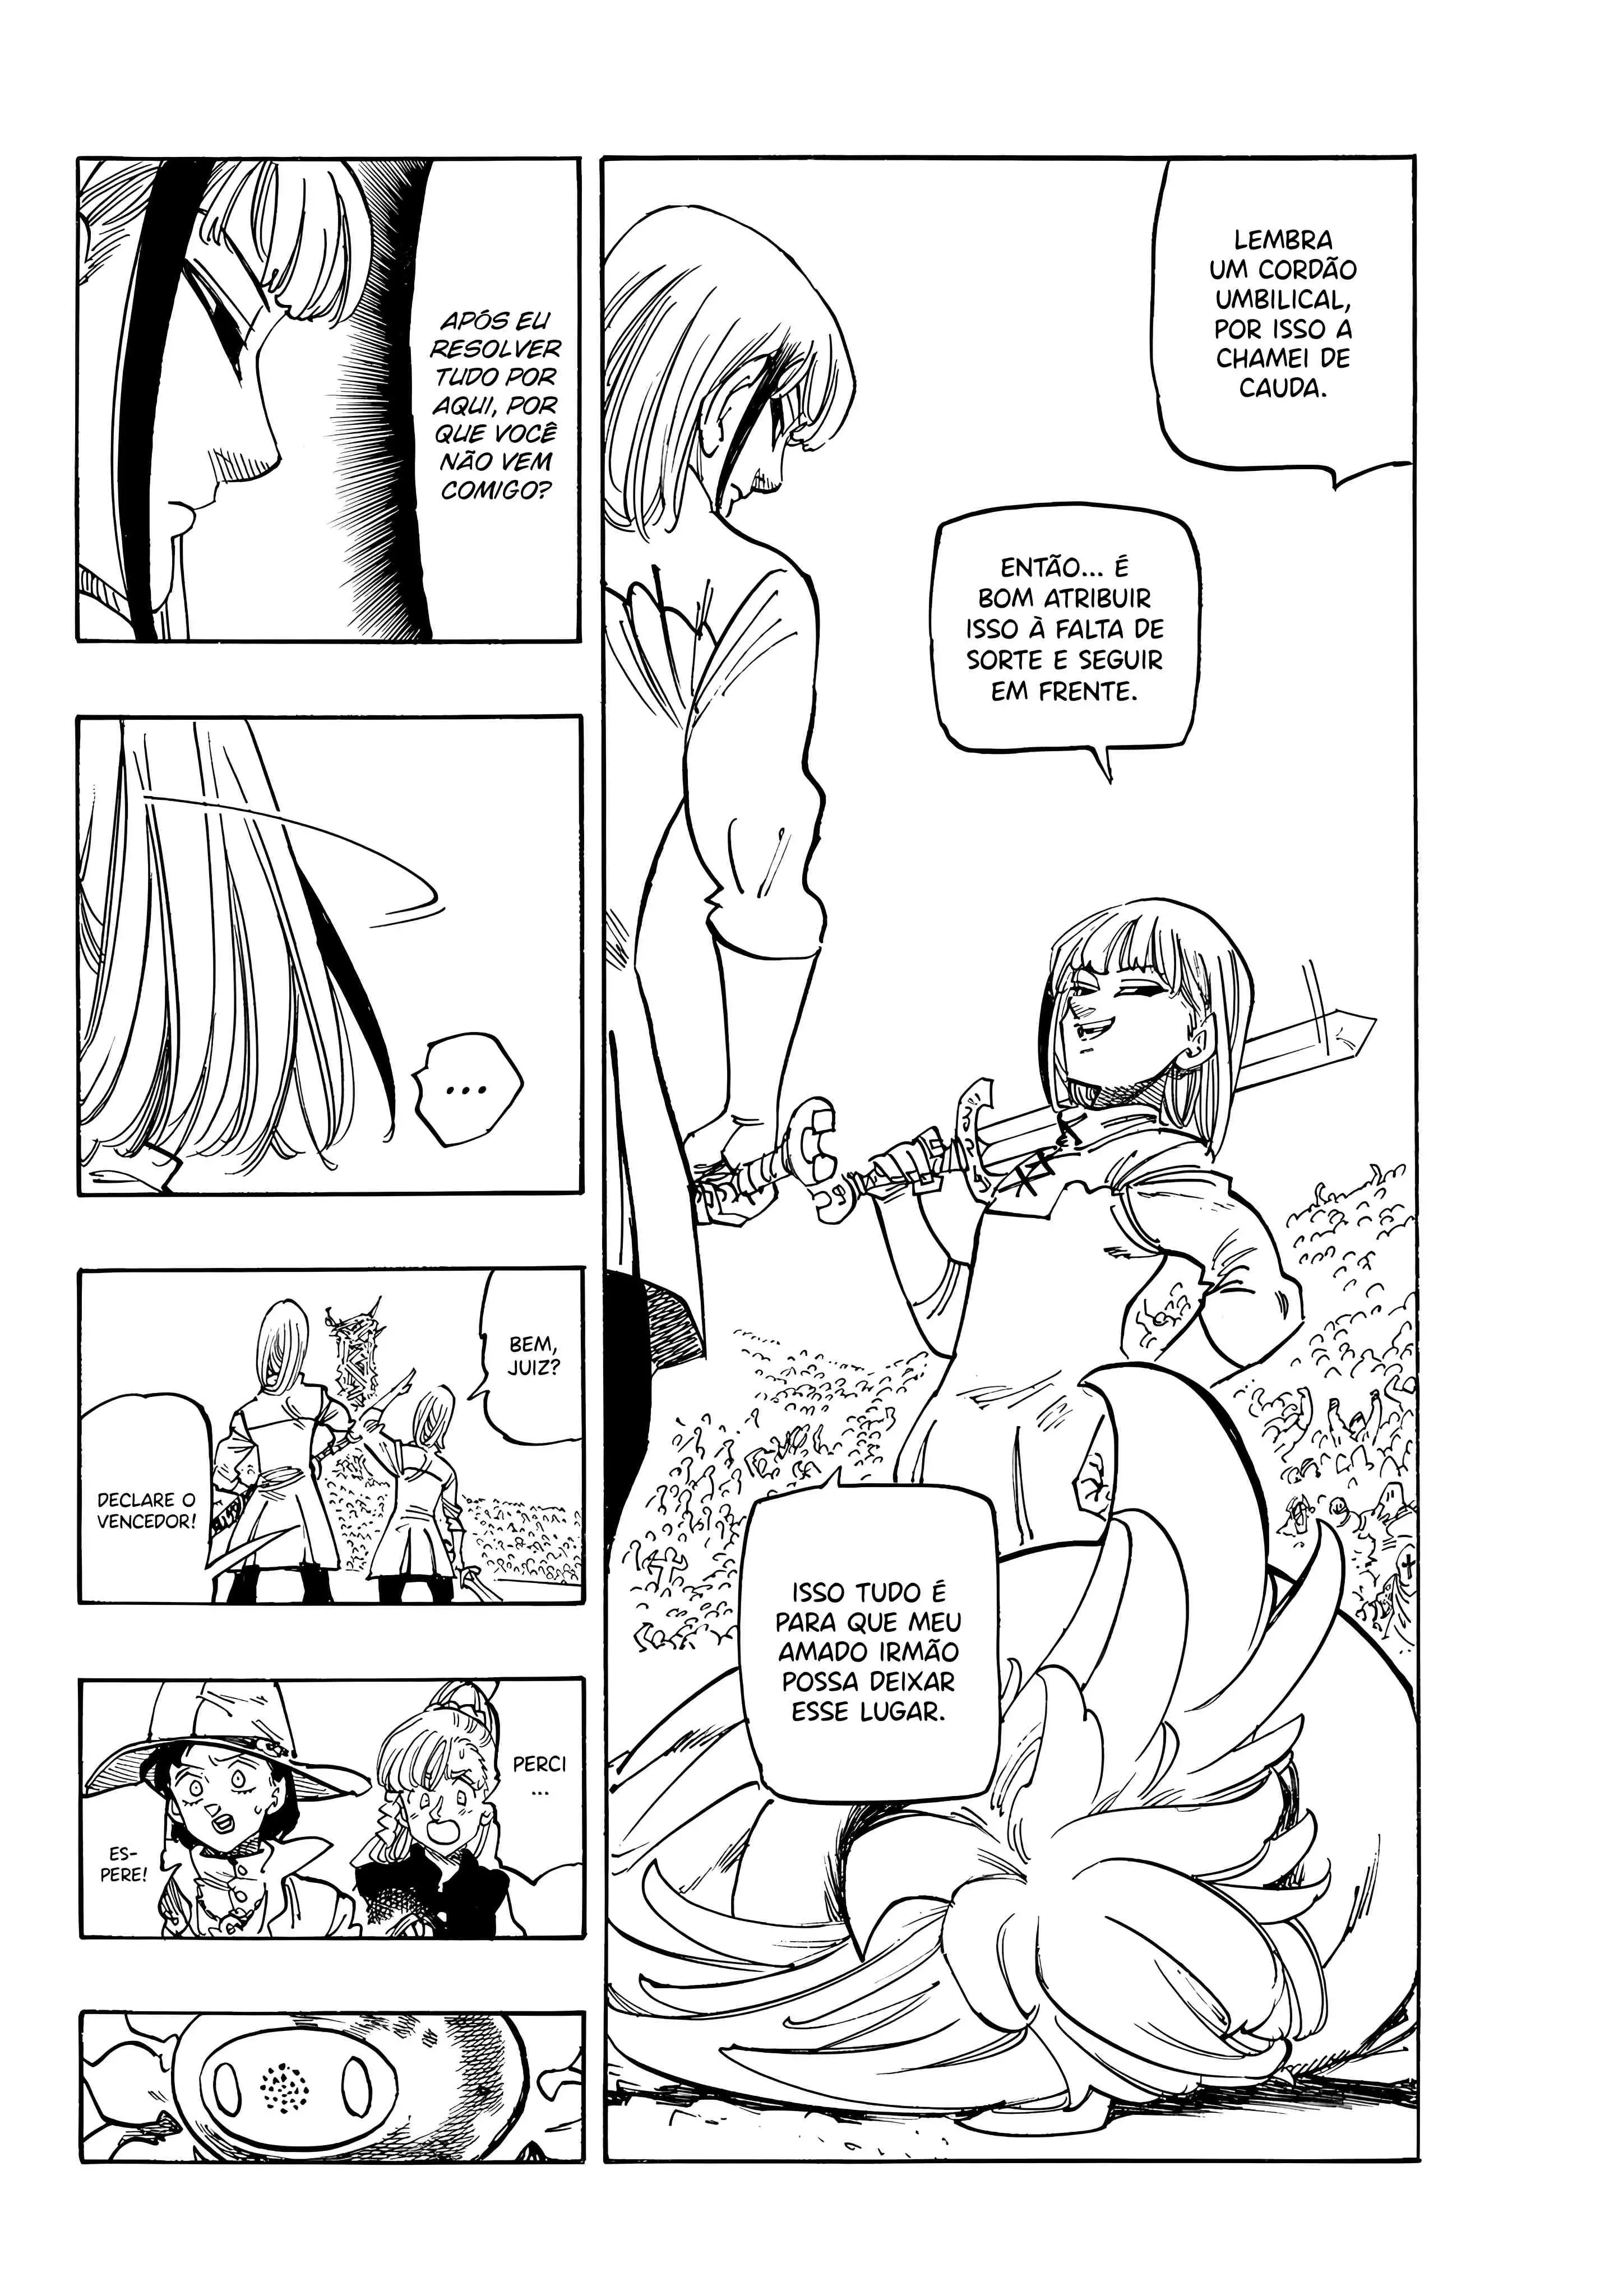 LEMBRA
UM CORDÃO
UMBILICAL,
POR ISSO A
CHAMEI DE
CAUDA.
ENTÃO... É
BOM ATRIBUIR
ISSO À FALTA DE
SORTE E SEGUIR
EM FRENTE.
ISSO TUDO É
PARA QUE MEU
AMADO IRMÃO
POSSA DEIXAR
ESSE LUGAR.
APÓS EU
RESOLVER
TUDO POR
AQUI, POR
QUE VOCÊ
NÃO VEM
COMIGO?
...
BEM,
JUIZ?
DECLARE O
VENCEDOR!
PERCI
...
ES-
PERE!